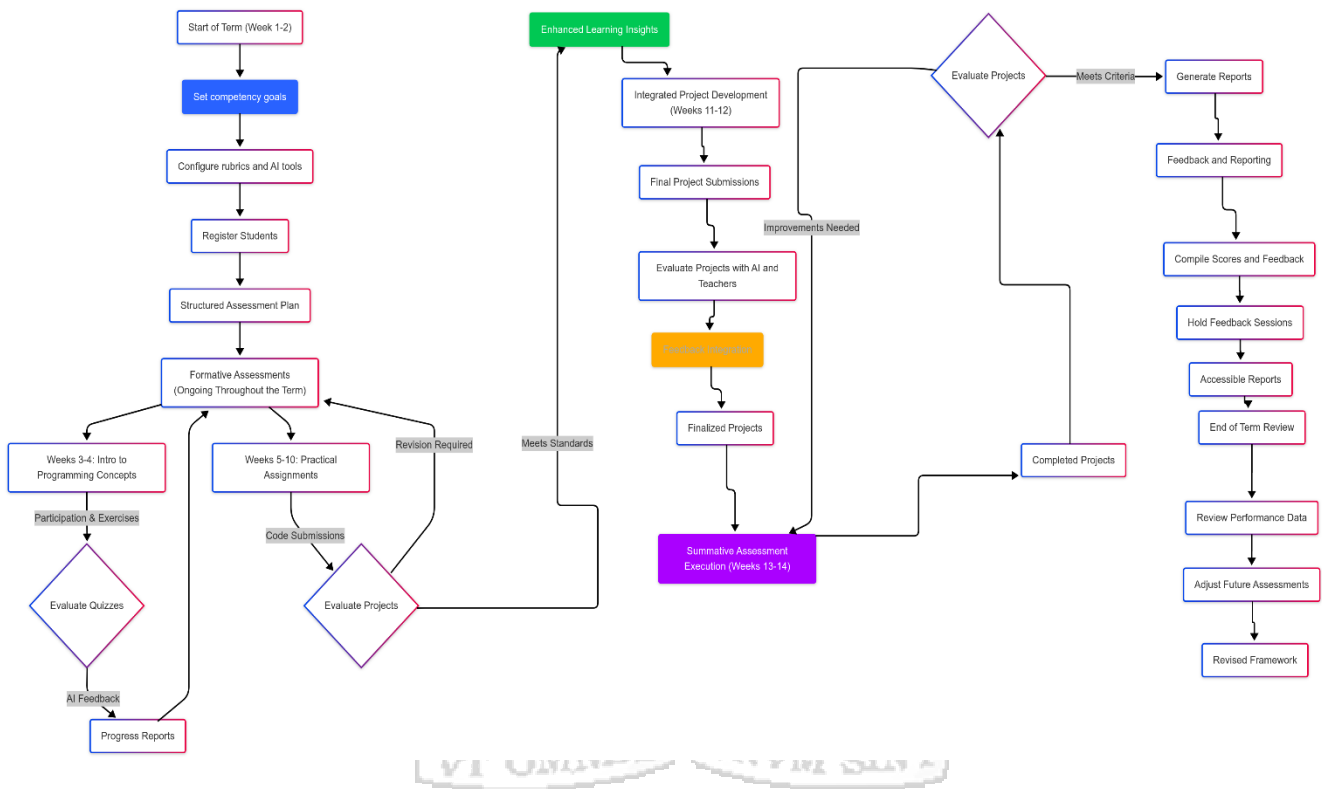 Start of Term (Week 1-2)
Set competency goals
Configure rubrics and AI tools
Register Students
Structured Assessment Plan
Formative Assessments
(Ongoing Throughout the Term)
Weeks 3-4: Intro to
Programming Concepts
Participation & Exercises
Evaluate Quizzes
AI Feedback
Progress Reports
Weeks 5-10: Practical
Assignments
Code Submissions
Evaluate Projects
Revision Required
Meets Standards
Enhanced Learning Insights
Integrated Project Development
(Weeks 11-12)
Final Project Submissions
Evaluate Projects with AI and
Teachers
Feedback Integration
Finalized Projects
Summative Assessment
Execution (Weeks 13-14)
Completed Projects
Evaluate Projects
Improvements Needed
Meets Criteria
Generate Reports
Feedback and Reporting
Compile Scores and Feedback
Hold Feedback Sessions
Accessible Reports
End of Term Review
Review Performance Data
Adjust Future Assessments
Revised Framework
VT